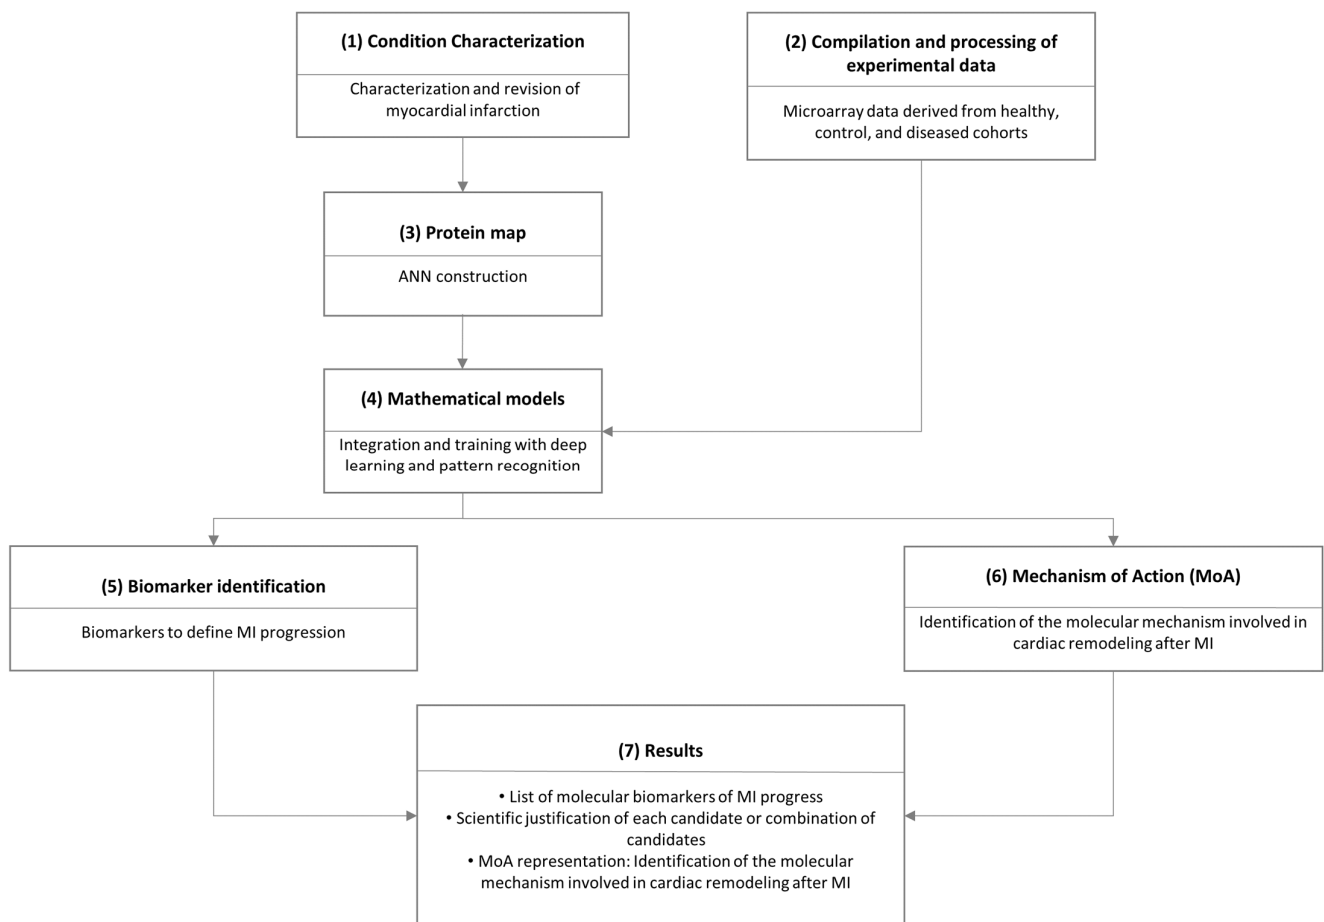 (1) Condition Characterization
Characterization and revision of
myocardial infarction
(2) Compilation and processing of
experimental data
Microarray data derived from healthy,
control, and diseased cohorts
(3) Protein map
ANN construction
(4) Mathematical models
Integration and training with deep
learning and pattern recognition
(5) Biomarker identification
Biomarkers to define MI progression
(6) Mechanism of Action (MoA)
Identification of the molecular mechanism involved in
cardiac remodeling after MI
(7) Results
• List of molecular biomarkers of MI progress
• Scientific justification of each candidate or combination of
candidates
• MoA representation: Identification of the molecular
mechanism involved in cardiac remodeling after MI